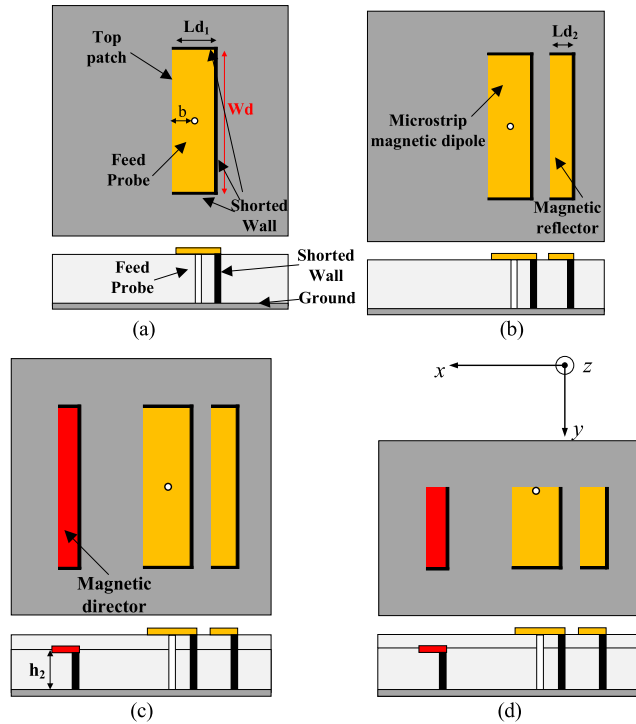 Ld1
Top
patch
b
Wd
Feed
Probe
Shorted
Wall
Feed
Probe
Shorted
Wall
Ground
(a)
Ld2
Microstrip
magnetic dipole
Magnetic
reflector
(b)
Magnetic
director
h2
(c)
x
z
y
(d)